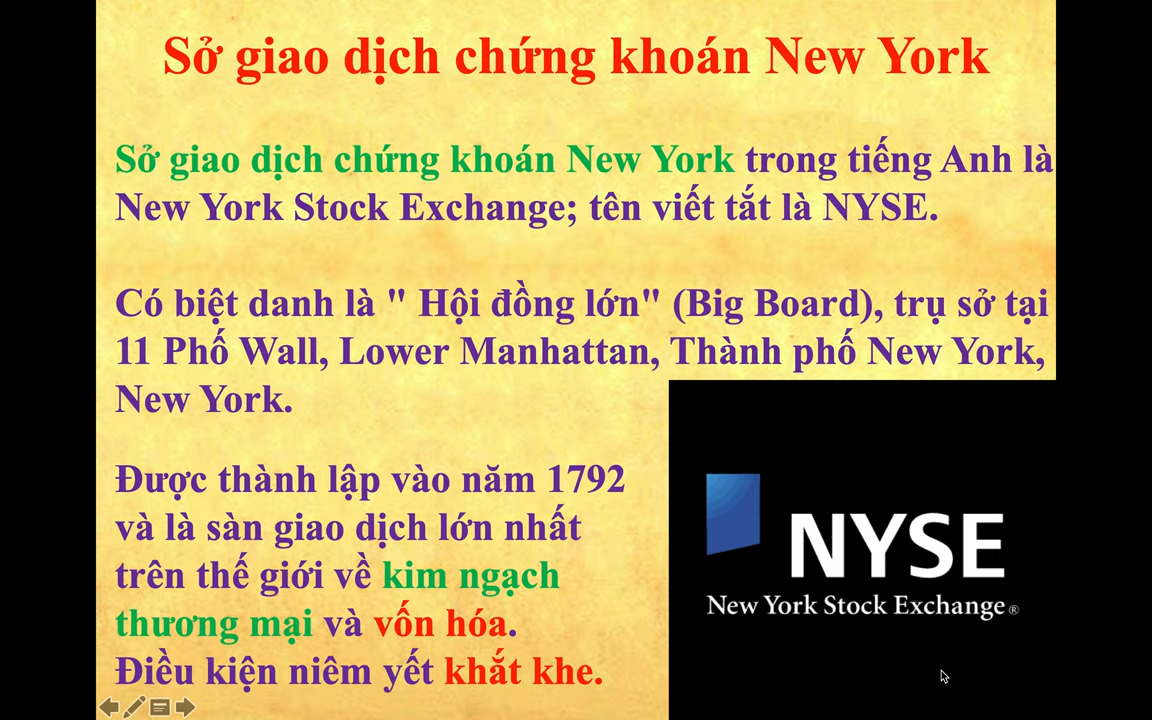 Sở giao dịch chứng khoán New York
Sở giao dịch chứng khoán New York trong tiếng Anh là
New York Stock Exchange; tên viết tắt là NYSE.
Có biệt danh là " Hội đồng lớn" (Big Board), trụ sở tại
11 Phố Wall, Lower Manhattan, Thành phố New York,
New York.
Được thành lập vào năm 1792
và là sàn giao dịch lớn nhất
trên thế giới về kim ngạch
thương mại và vốn hóa.
Điều kiện niêm yết khắt khe.
NYSE
New York Stock Exchange®